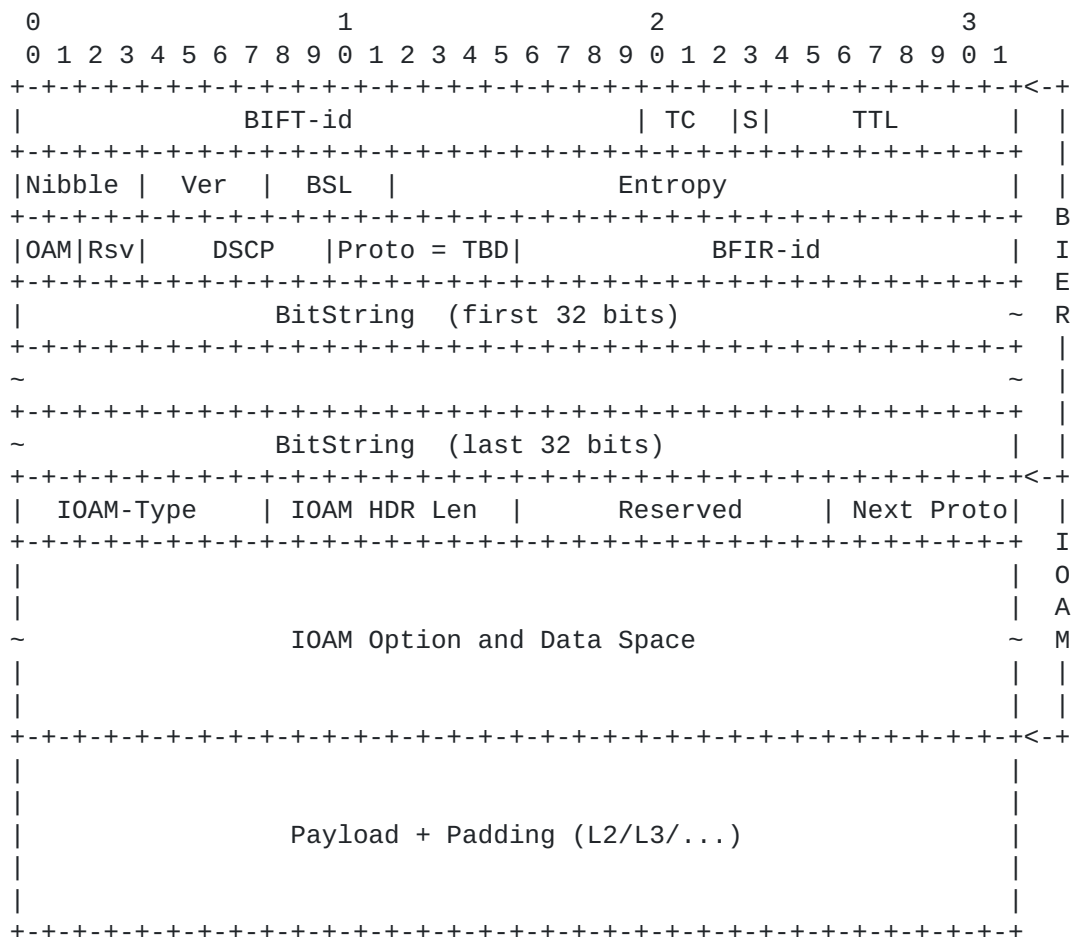 0                   1                   2                   3
 0 1 2 3 4 5 6 7 8 9 0 1 2 3 4 5 6 7 8 9 0 1 2 3 4 5 6 7 8 9 0 1
+-+-+-+-+-+-+-+-+-+-+-+-+-+-+-+-+-+-+-+-+-+-+-+-+-+-+-+-+-+-+-+-+<-+
|              BIFT-id                  | TC  |S|     TTL       |  |
+-+-+-+-+-+-+-+-+-+-+-+-+-+-+-+-+-+-+-+-+-+-+-+-+-+-+-+-+-+-+-+-+  |
|Nibble |  Ver  |  BSL  |              Entropy                  |  |
+-+-+-+-+-+-+-+-+-+-+-+-+-+-+-+-+-+-+-+-+-+-+-+-+-+-+-+-+-+-+-+-+  B
|OAM|Rsv|    DSCP   |Proto = TBD|            BFIR-id            |  I
+-+-+-+-+-+-+-+-+-+-+-+-+-+-+-+-+-+-+-+-+-+-+-+-+-+-+-+-+-+-+-+-+  E
|                BitString  (first 32 bits)                     ~  R
+-+-+-+-+-+-+-+-+-+-+-+-+-+-+-+-+-+-+-+-+-+-+-+-+-+-+-+-+-+-+-+-+  |
~                                                               ~  |
+-+-+-+-+-+-+-+-+-+-+-+-+-+-+-+-+-+-+-+-+-+-+-+-+-+-+-+-+-+-+-+-+  |
~                BitString  (last 32 bits)                      |  |
+-+-+-+-+-+-+-+-+-+-+-+-+-+-+-+-+-+-+-+-+-+-+-+-+-+-+-+-+-+-+-+-+<-+
|  IOAM-Type    | IOAM HDR Len  |      Reserved     | Next Proto|  |
+-+-+-+-+-+-+-+-+-+-+-+-+-+-+-+-+-+-+-+-+-+-+-+-+-+-+-+-+-+-+-+-+  I
|                                                               |  O
|                                                               |  A
~                 IOAM Option and Data Space                    ~  M
|                                                               |  |
|                                                               |  |
+-+-+-+-+-+-+-+-+-+-+-+-+-+-+-+-+-+-+-+-+-+-+-+-+-+-+-+-+-+-+-+-+<-+
|                                                               |
|                                                               |
|                 Payload + Padding (L2/L3/...)                 |
|                                                               |
|                                                               |
+-+-+-+-+-+-+-+-+-+-+-+-+-+-+-+-+-+-+-+-+-+-+-+-+-+-+-+-+-+-+-+-+